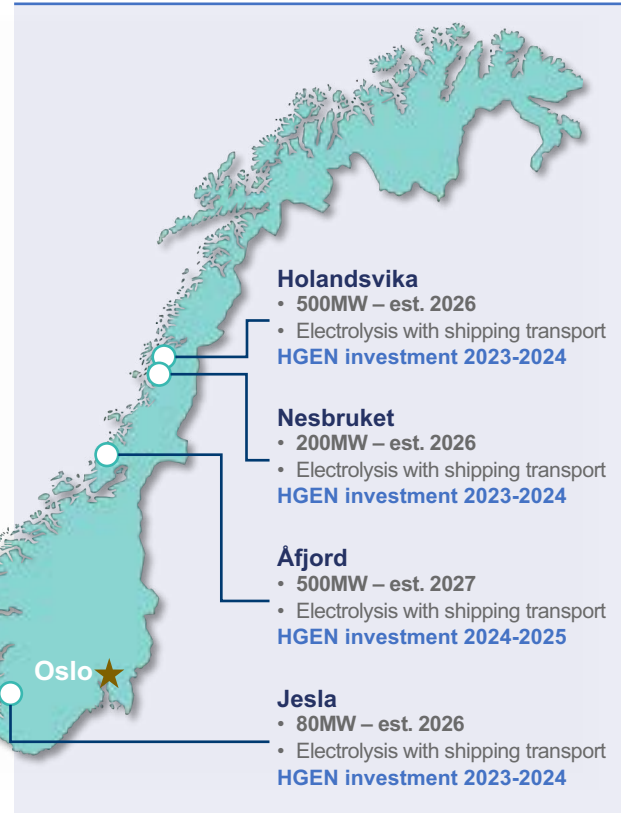 Holandsvika
• 500MW – est. 2026
• Electrolysis with shipping transport
HGEN investment 2023-2024
Nesbruket
• 200MW – est. 2026
• Electrolysis with shipping transport
HGEN investment 2023-2024
Åfjord
• 500MW – est. 2027
• Electrolysis with shipping transport
HGEN investment 2024-2025
Oslo
Jesla
• 80MW – est. 2026
• Electrolysis with shipping transport
HGEN investment 2023-2024